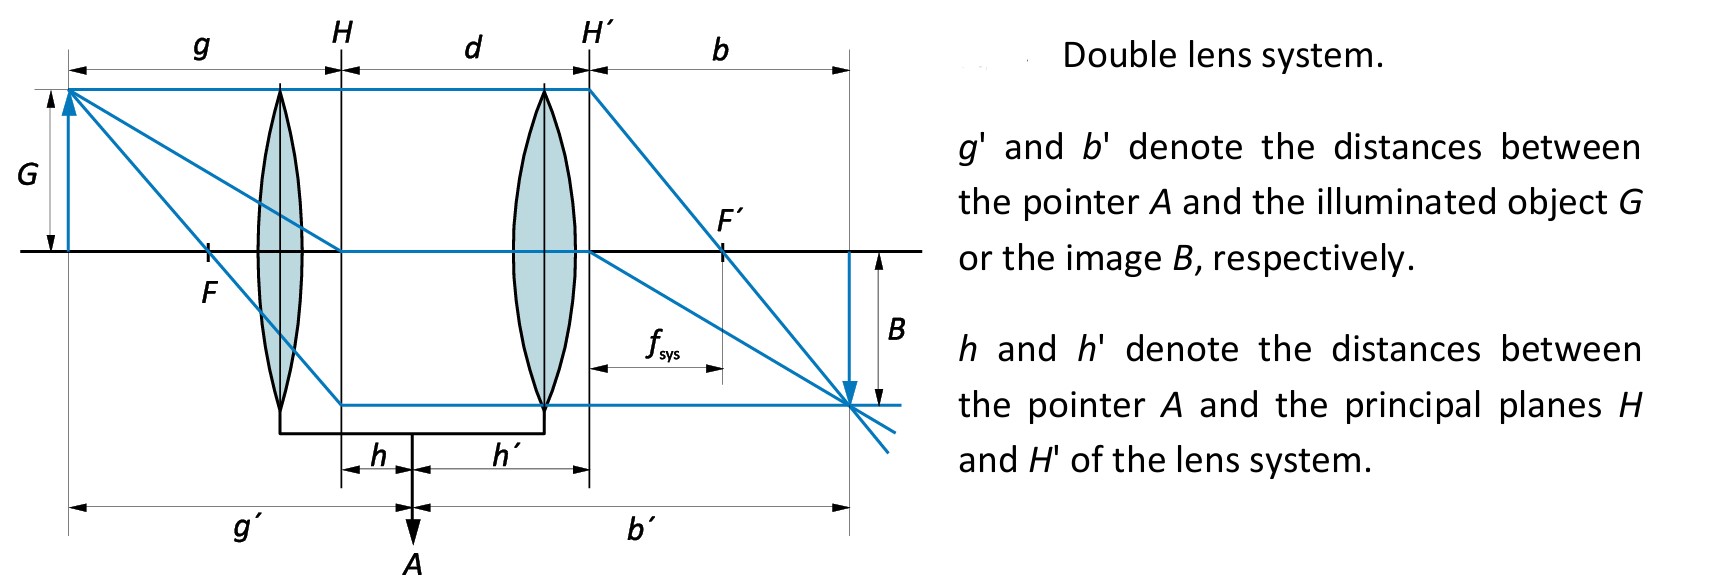 g
H
d
H´
b
G
F
F´
f sys
B
h
h´
g´
b´
A
Double lens system.
g' and b' denote the distances between
the pointer A and the illuminated object G
or the image B, respectively.
h and h' denote the distances between
the pointer A and the principal planes H
and H' of the lens system.